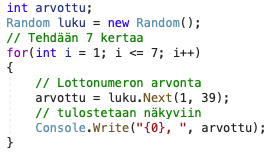 int arvottu;
Random luku = new Random();
// Tehdään 7 kertaa
for(int i = 1; i <= 7; i++)
{
    // Lottonumeron arvonta
    arvottu = luku.Next(1, 39);
    // tulostetaan näkyviin
    Console.Write("{0}, ", arvottu);
}